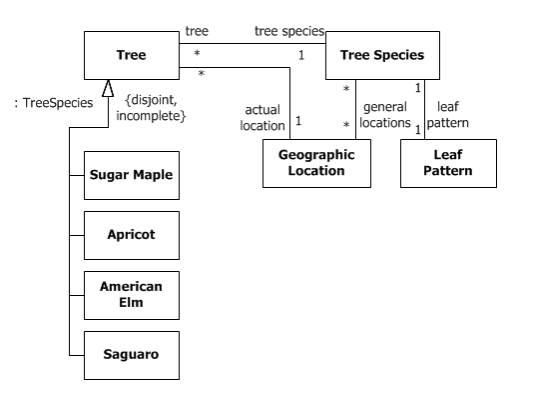 tree
tree species
Tree
*
1
Tree Species
*
: TreeSpecies
{disjoint,
incomplete}
*
1
actual
location
general
locations
leaf
pattern
1
*
1
Geographic
Location
Leaf
Pattern
Sugar Maple
Apricot
American
Elm
Saguaro